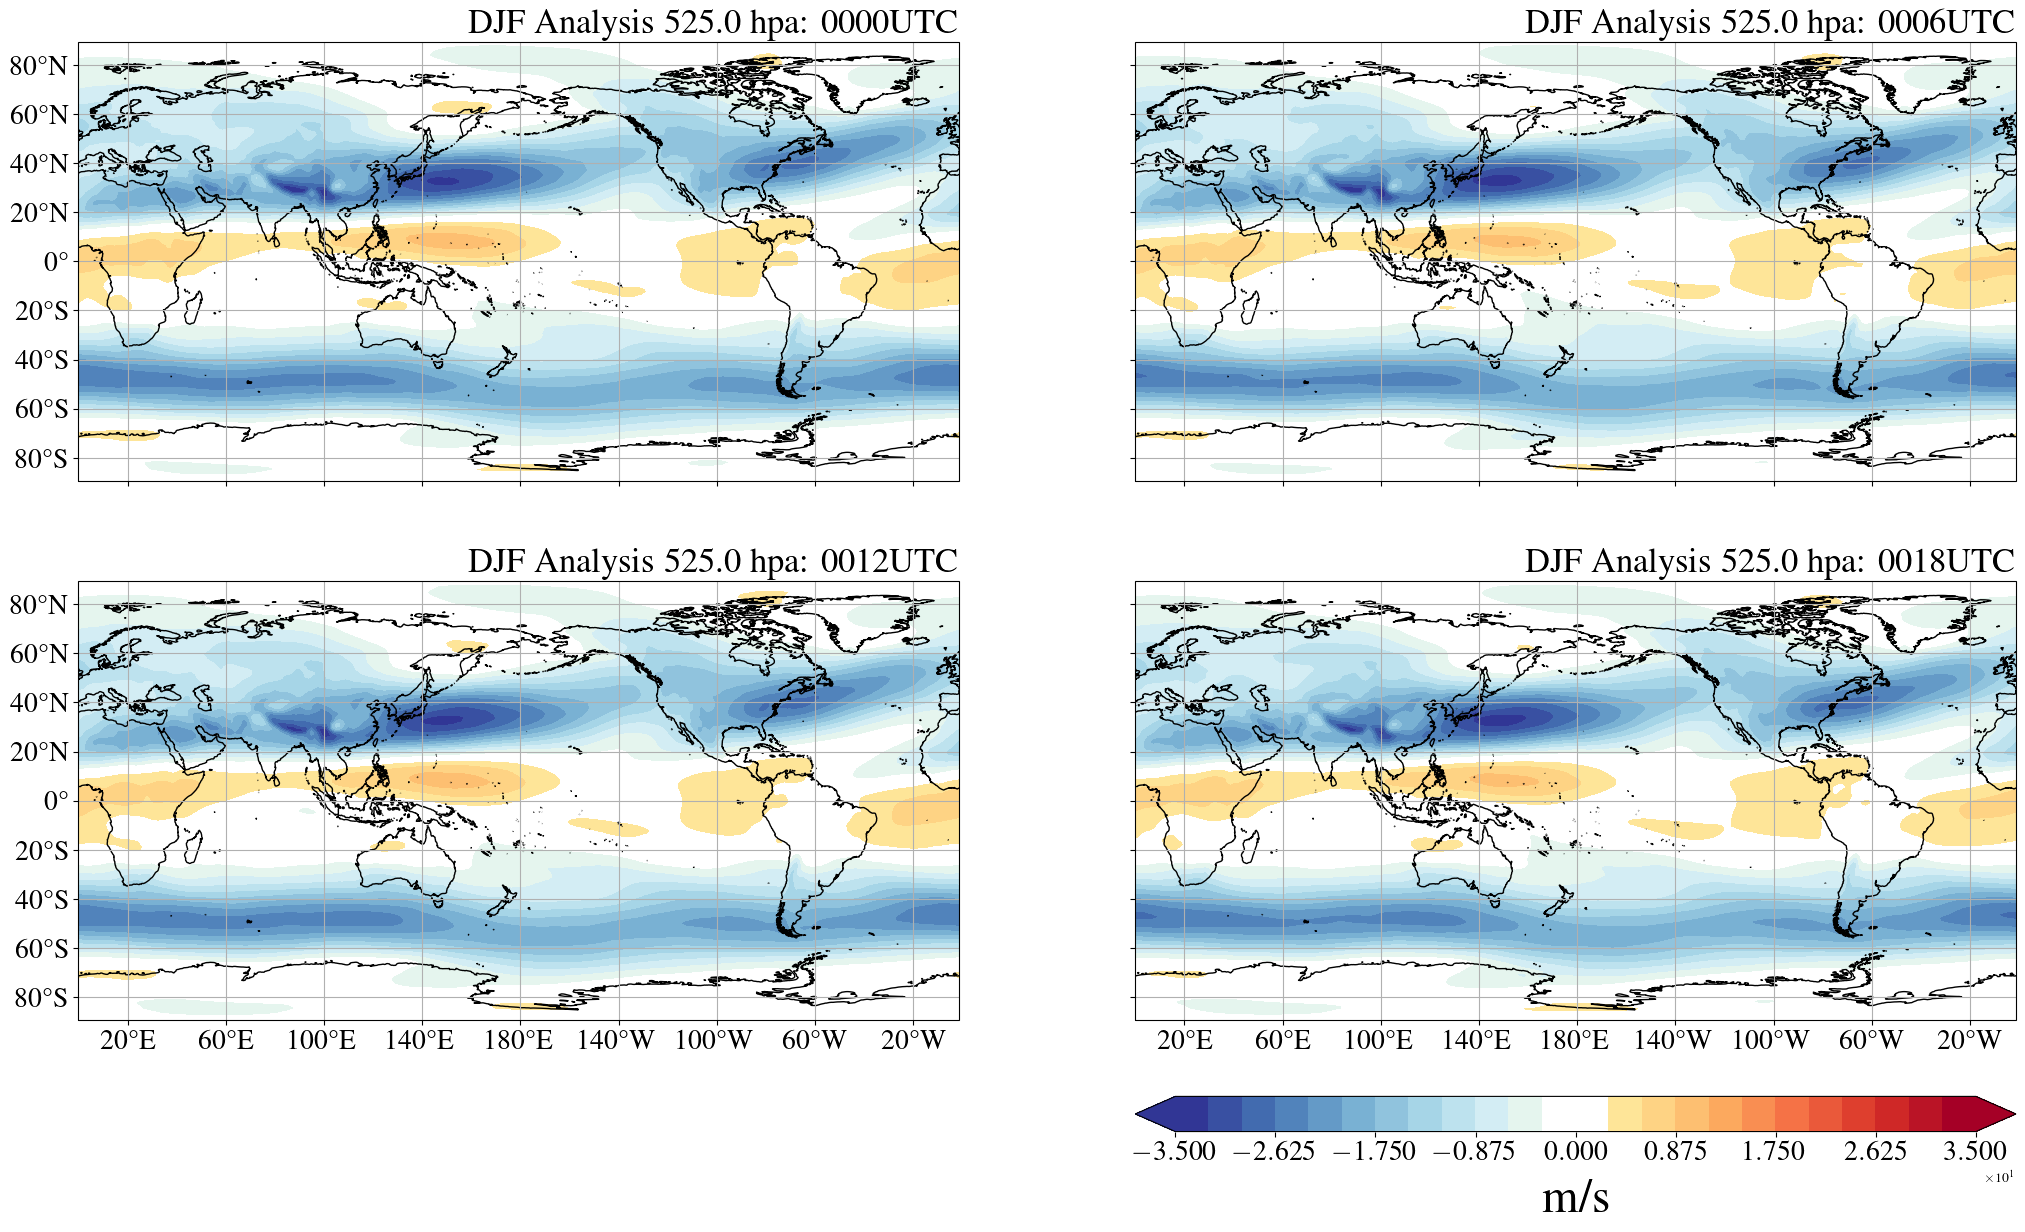 DJF Analysis 525.0 hpa: 0000UTC
DJF Analysis 525.0 hpa: 0006UTC
80°N
60°N
40°N
20°N
0°
20°S
40°S
60°S
80°S
DJF Analysis 525.0 hpa: 0012UTC
DJF Analysis 525.0 hpa: 0018UTC
80°N
60°N
40°N
20°N
0°
20°S
40°S
60°S
80°S
20°E 60°E 100°E 140°E 180°E 140°W 100°W 60°W 20°W
20°E 60°E 100°E 140°E 180°E 140°W 100°W 60°W 20°W
−3.500 −2.625 −1.750 −0.875 0.000 0.875 1.750 2.625 3.500
×10¹
m/s